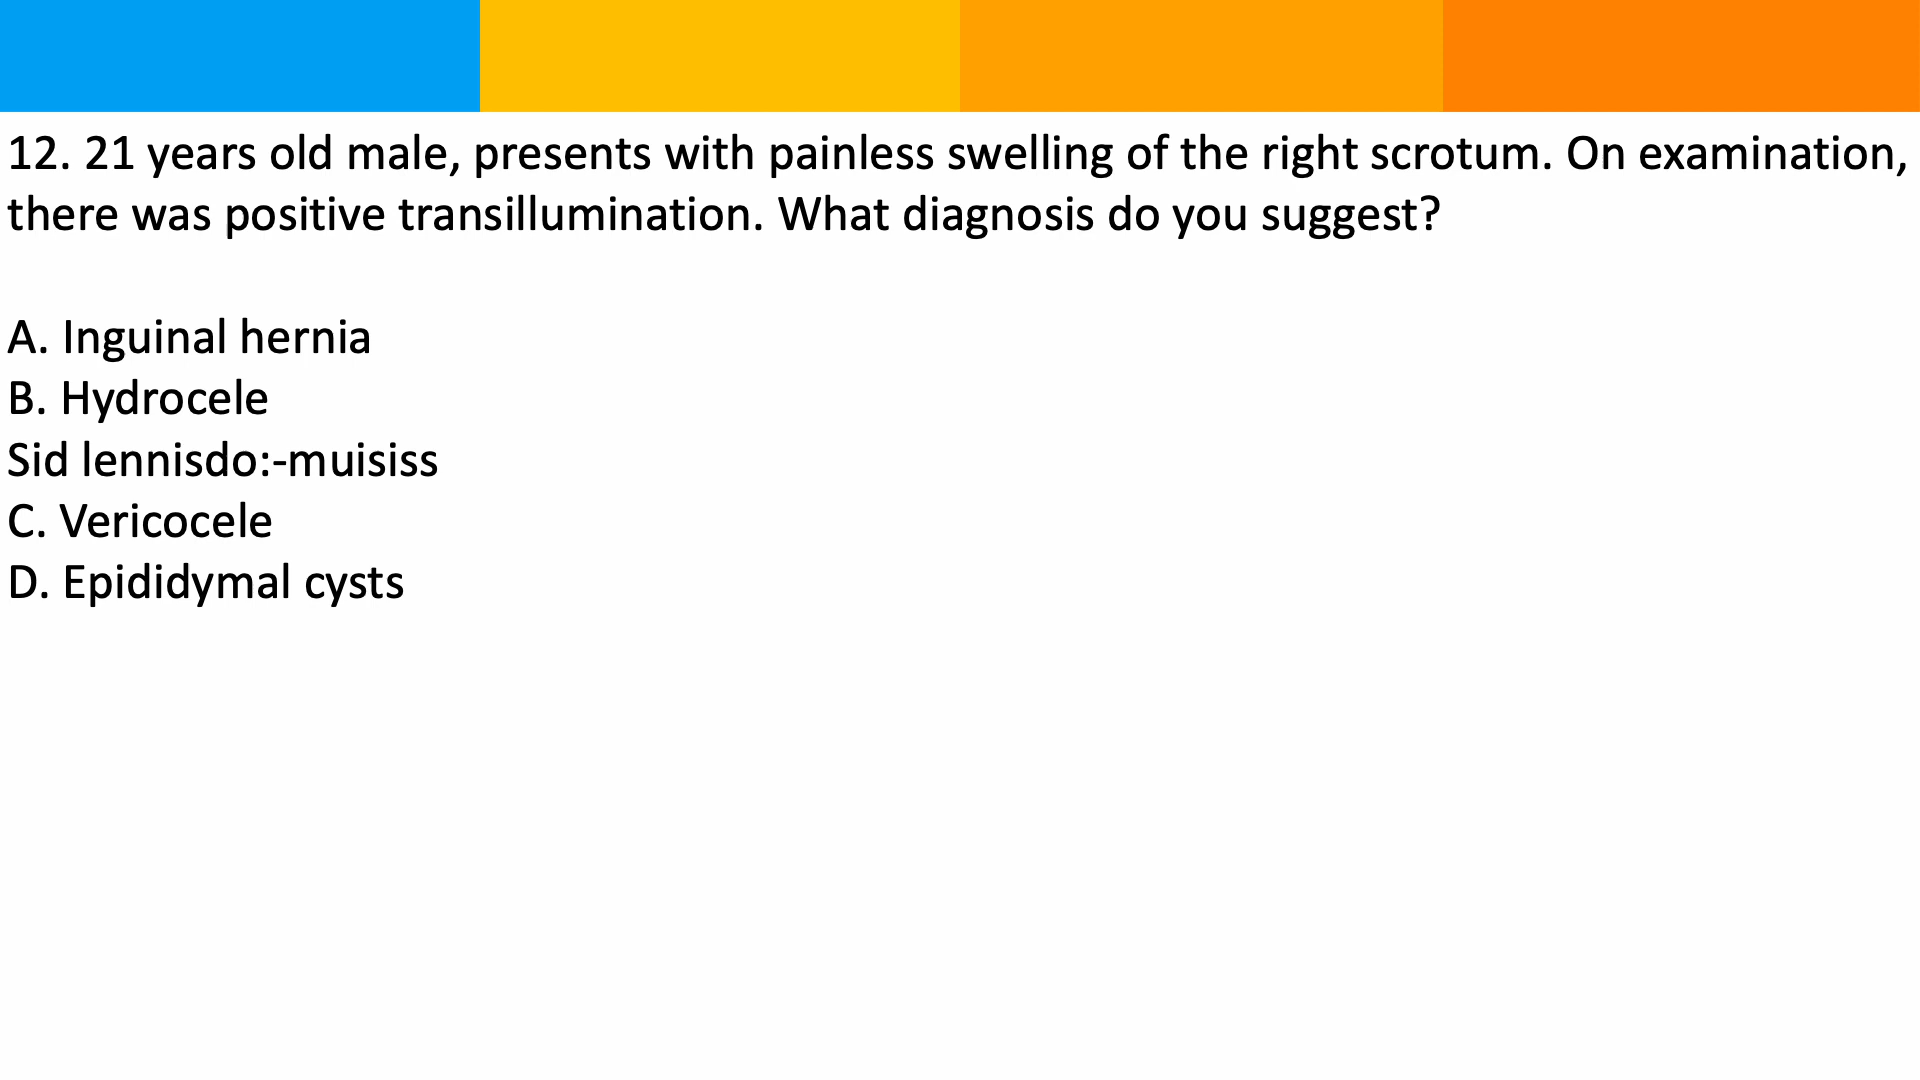 12. 21 years old male, presents with painless swelling of the right scrotum. On examination,
there was positive transillumination. What diagnosis do you suggest?
A. Inguinal hernia
B. Hydrocele
Sid lennisdo:-muisiss
C. Vericocele
D. Epididymal cysts